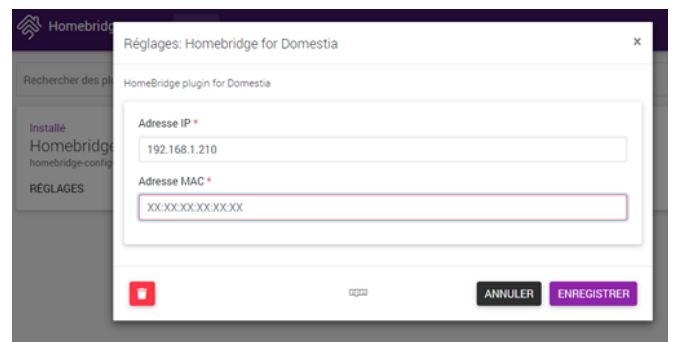 Homebridg
Réglages: Homebridge for Domestia
×
Rechercher des pl
HomeBridge plugin for Domestia
Installé
Homebridge
homebridge-config-
RÉGLAGES
Adresse IP *
192.168.1.210
Adresse MAC *
XX:XX:XX:XX:XX:XX
ANNULER
ENREGISTRER